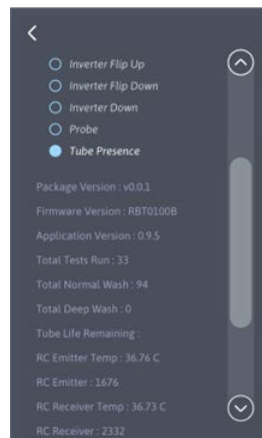 Inverter Flip Up
Inverter Flip Down
Inverter Down
Probe
Tube Presence
Package Version : v0.0.1
Firmware Version : RBT0100B
Application Version : 0.9.5
Total Tests Run : 33
Total Normal Wash : 94
Total Deep Wash : 0
Tube Life Remaining :
RC Emitter Temp : 36.76 C
RC Emitter : 1676
RC Receiver Temp : 36.73 C
RC Receiver : 2332